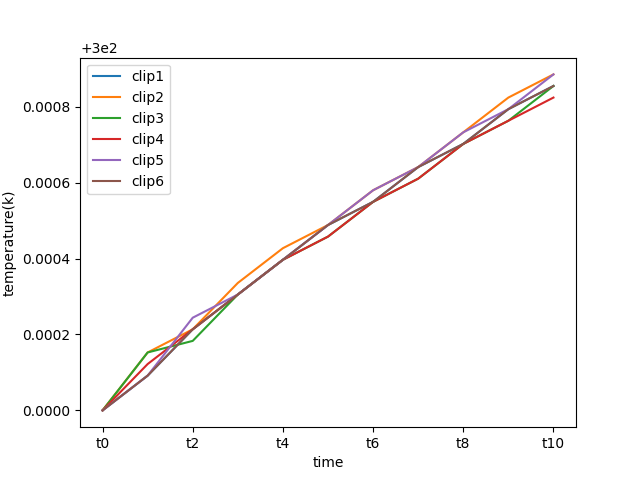 +3e2
clip1
clip2
clip3
clip4
clip5
clip6
0.0008
0.0006
0.0004
0.0002
0.0000
temperature(k)
t0 t2 t4 t6 t8 t10
time